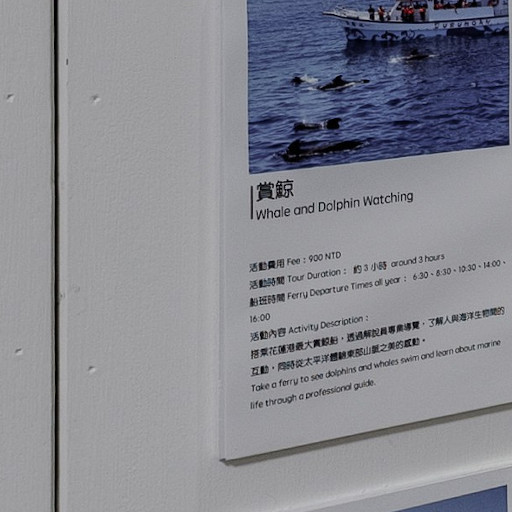 賞鯨
Whale and Dolphin Watching
活動費用 Fee：900 NTD
活動時間 Tour Duration： 約 3 小時 around 3 hours
船班時間 Ferry Departure Times all year： 6:30、8:30、10:30、14:00、
16:00
活動內容 Activity Description：
搭乘花蓮港最大賞鯨船，透過解說員專業導覽，了解人與海洋生物間的
互動，同時從太平洋體驗東部山脈之美的感動。
Take a ferry to see dolphins and whales swim and learn about marine
life through a professional guide.